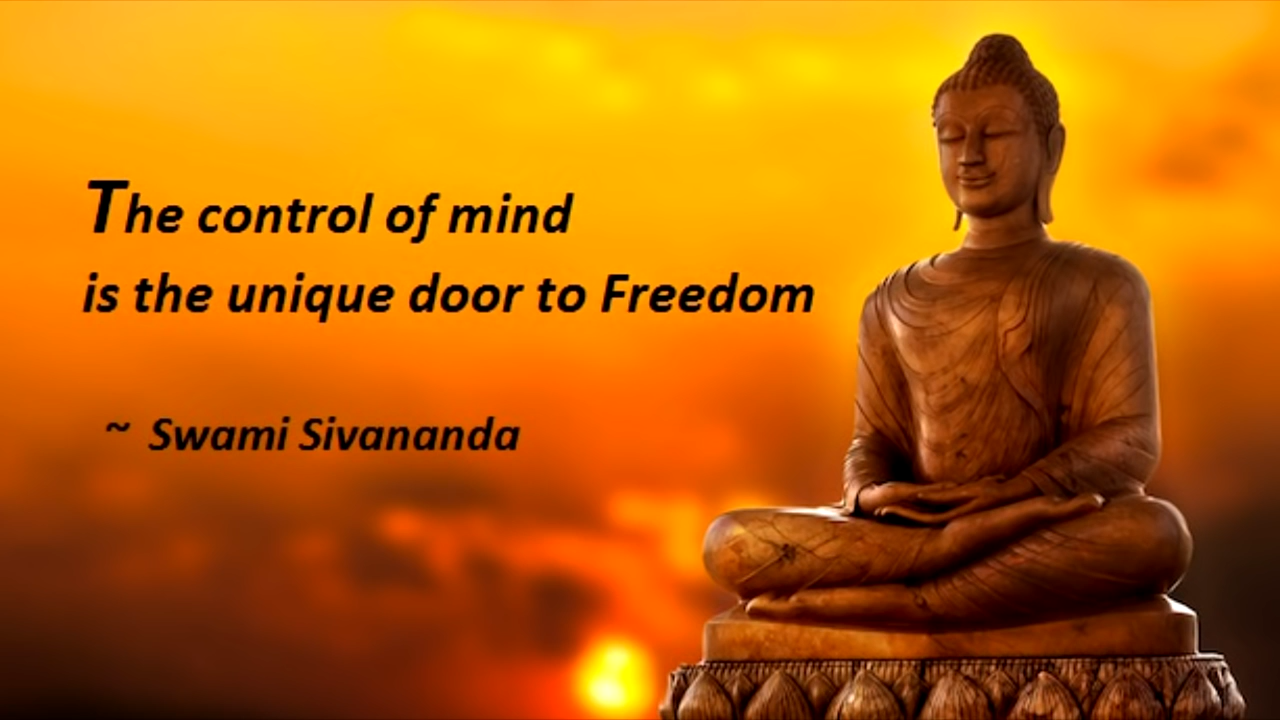 The control of mind
is the unique door to Freedom
~ Swami Sivananda